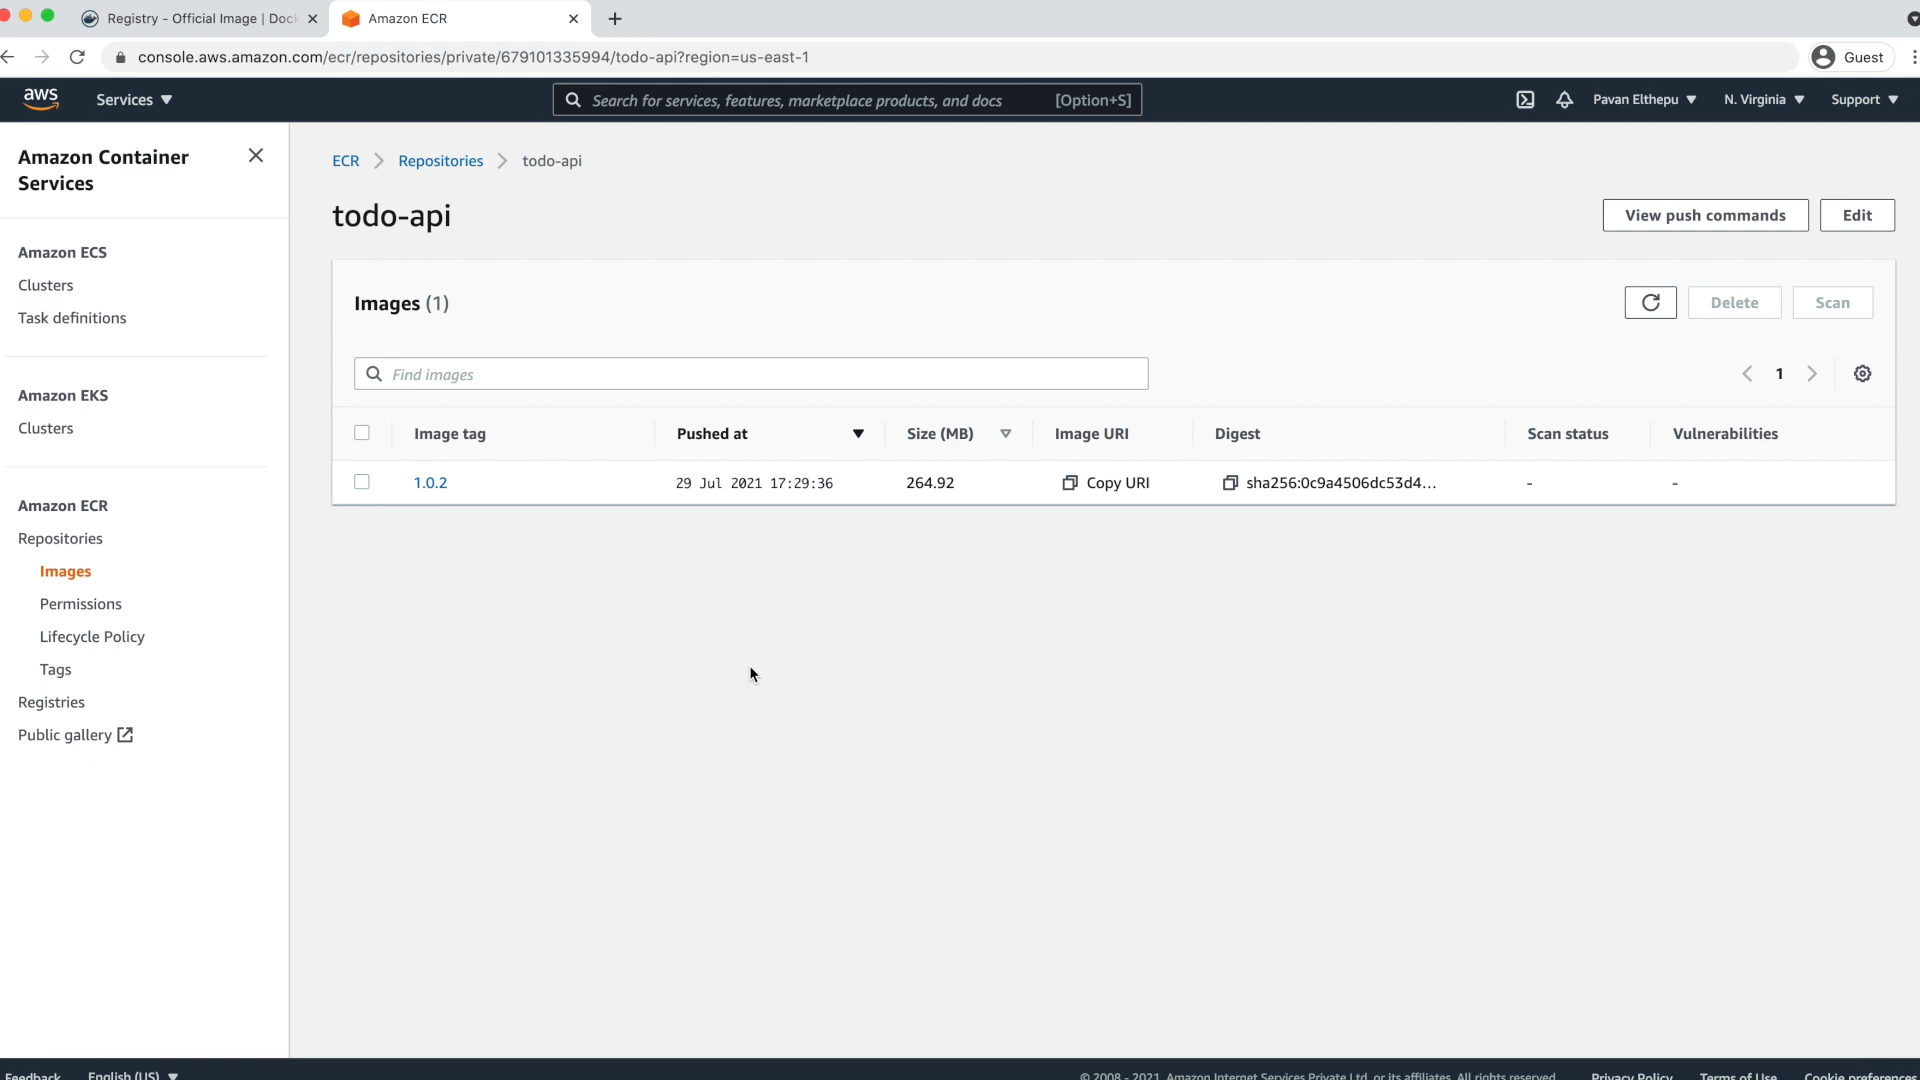 Registry - Official Image | Dock
Amazon ECR
console.aws.amazon.com/ecr/repositories/private/679101335994/todo-api?region=us-east-1
Guest
aws
Services
Search for services, features, marketplace products, and docs
[Option+S]
Pavan Elthepu
N. Virginia
Support
Amazon Container
Services
Amazon ECS
Clusters
Task definitions
Amazon EKS
Clusters
Amazon ECR
Repositories
Images
Permissions
Lifecycle Policy
Tags
Registries
Public gallery
ECR
Repositories
todo-api
todo-api
View push commands
Edit
Images (1)
Delete
Scan
Find images
1
Image tag
Pushed at
Size (MB)
Image URI
Digest
Scan status
Vulnerabilities
1.0.2
29 Jul 2021 17:29:36
264.92
Copy URI
sha256:0c9a4506dc53d4...
-
-
Feedback
English (US)
© 2008 - 2021, Amazon Internet Services Private Ltd. or its affiliates. All rights reserved.
Privacy Policy
Terms of Use
Cookie preferences